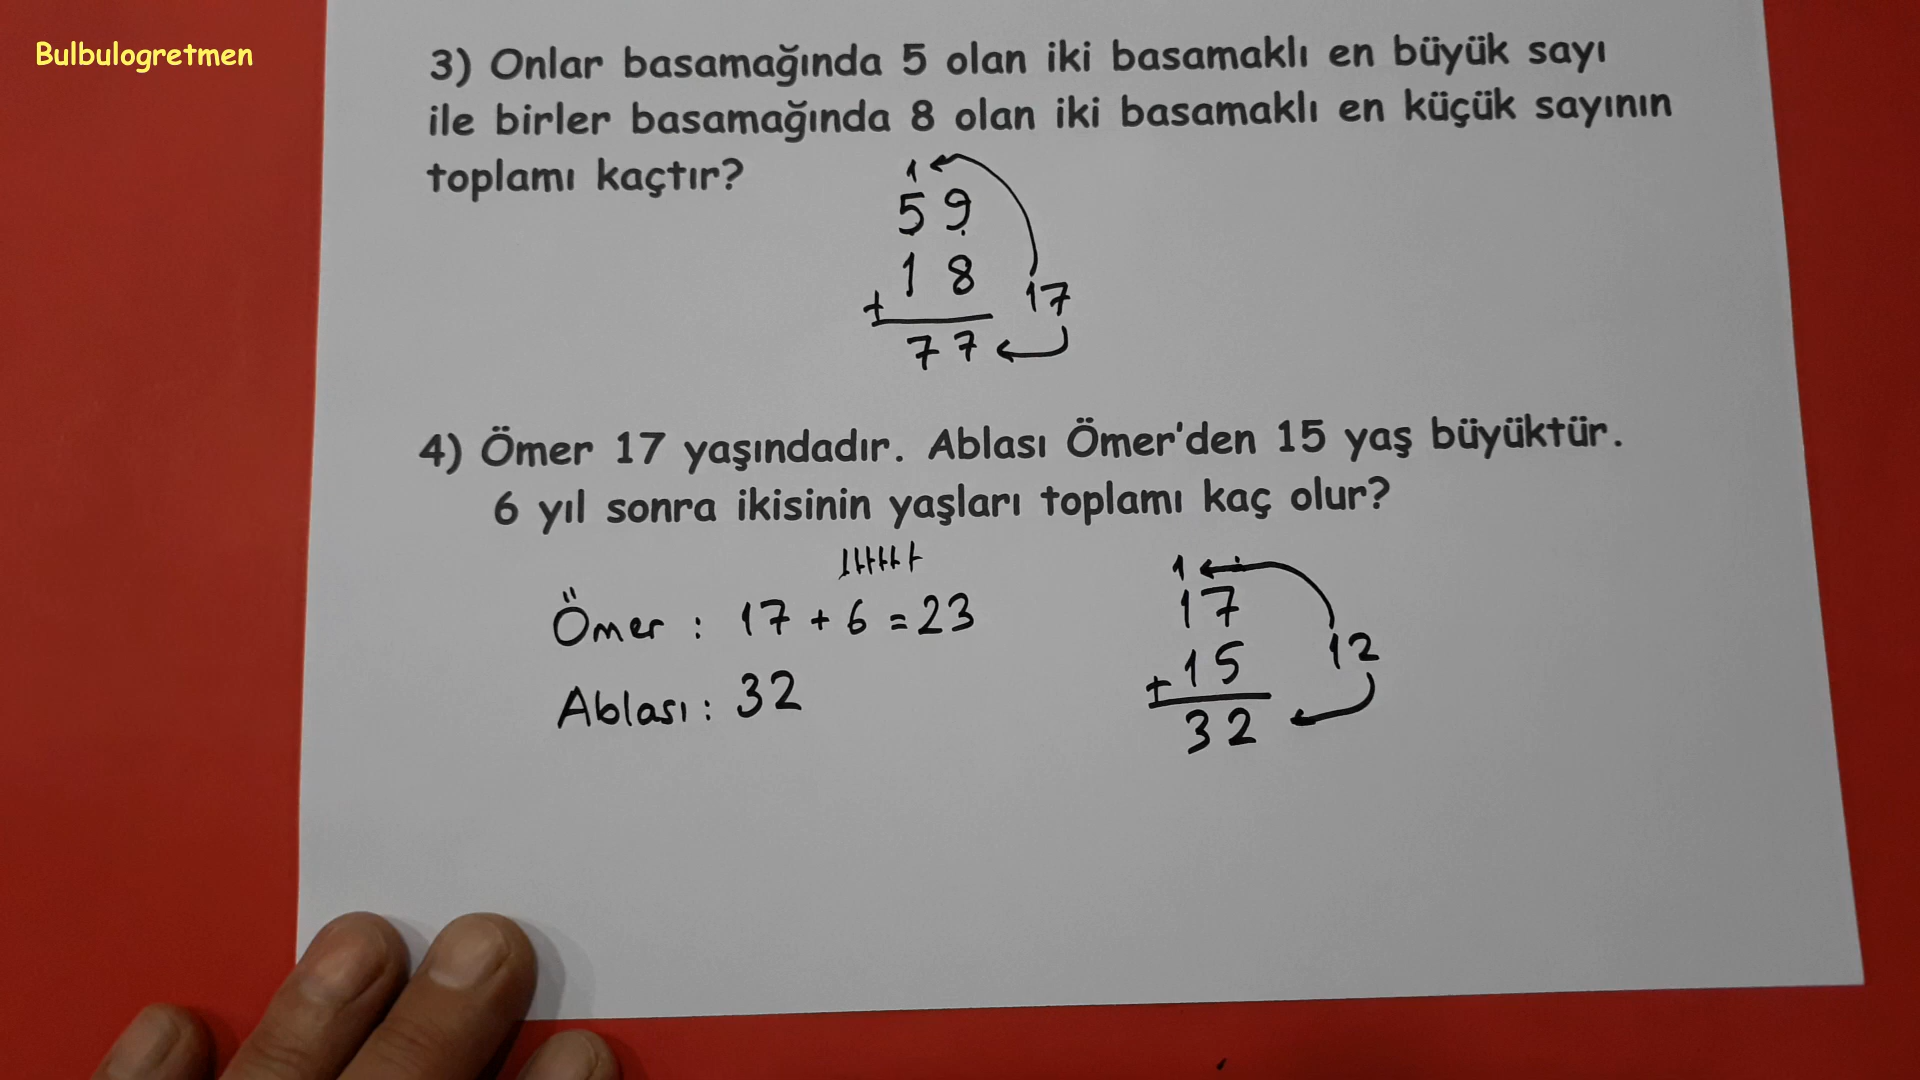 Bulbulogretmen
3) Onlar basamağında 5 olan iki basamaklı en büyük sayı
ile birler basamağında 8 olan iki basamaklı en küçük sayının
toplamı kaçtır?
1
59
18
17
+
77
4) Ömer 17 yaşındadır. Ablası Ömer'den 15 yaş büyüktür.
6 yıl sonra ikisinin yaşları toplamı kaç olur?
Ömer : 17 + 6 = 23
Ablası : 32
1
17
+ 15
12
32